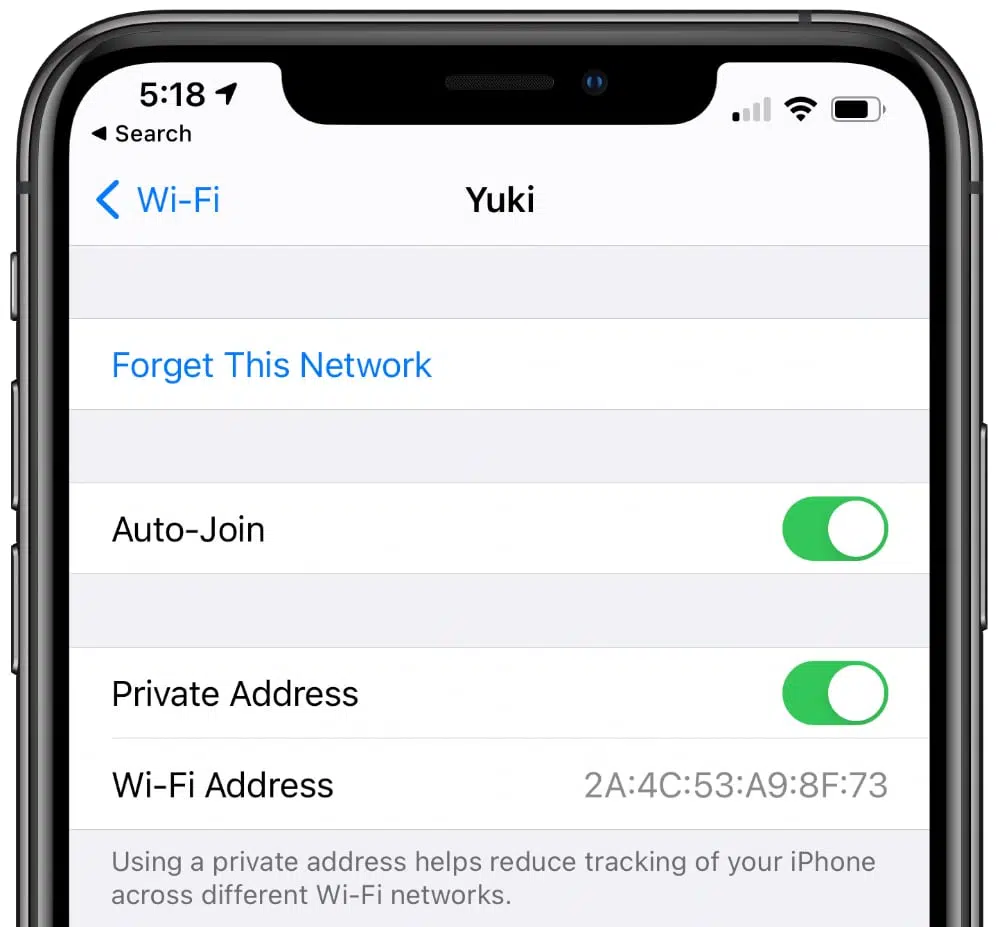 5:18
Search
Wi-Fi
Yuki
Forget This Network
Auto-Join
Private Address
Wi-Fi Address 2A:4C:53:A9:8F:73
Using a private address helps reduce tracking of your iPhone
across different Wi-Fi networks.